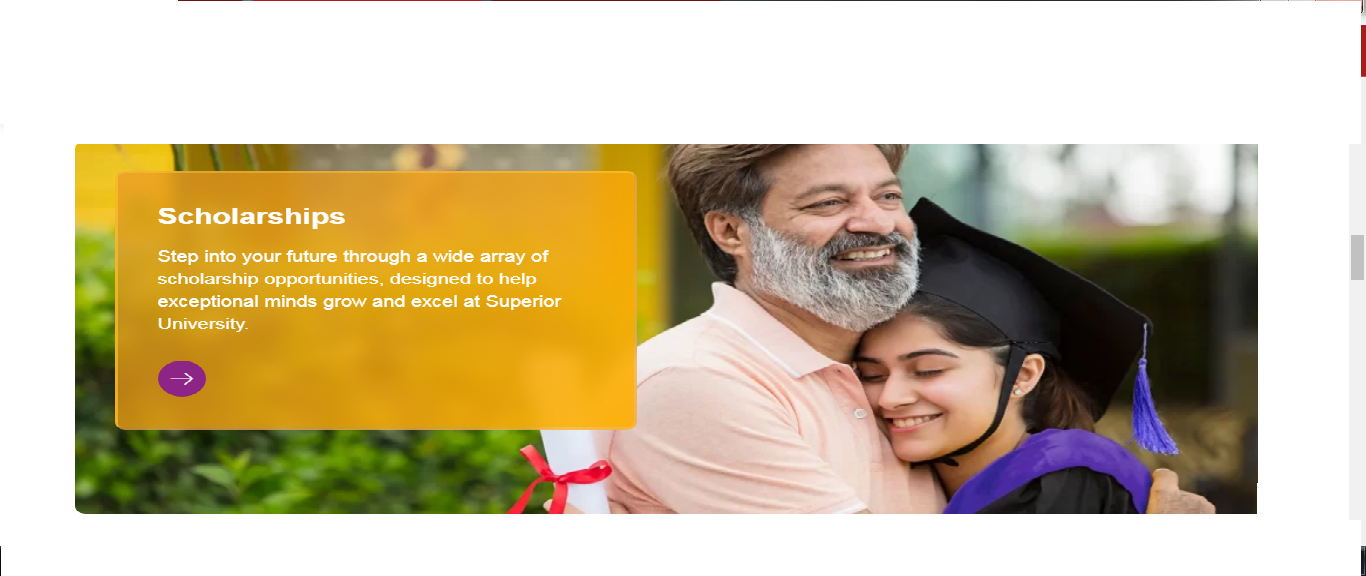 Scholarships
Step into your future through a wide array of
scholarship opportunities, designed to help
exceptional minds grow and excel at Superior
University.